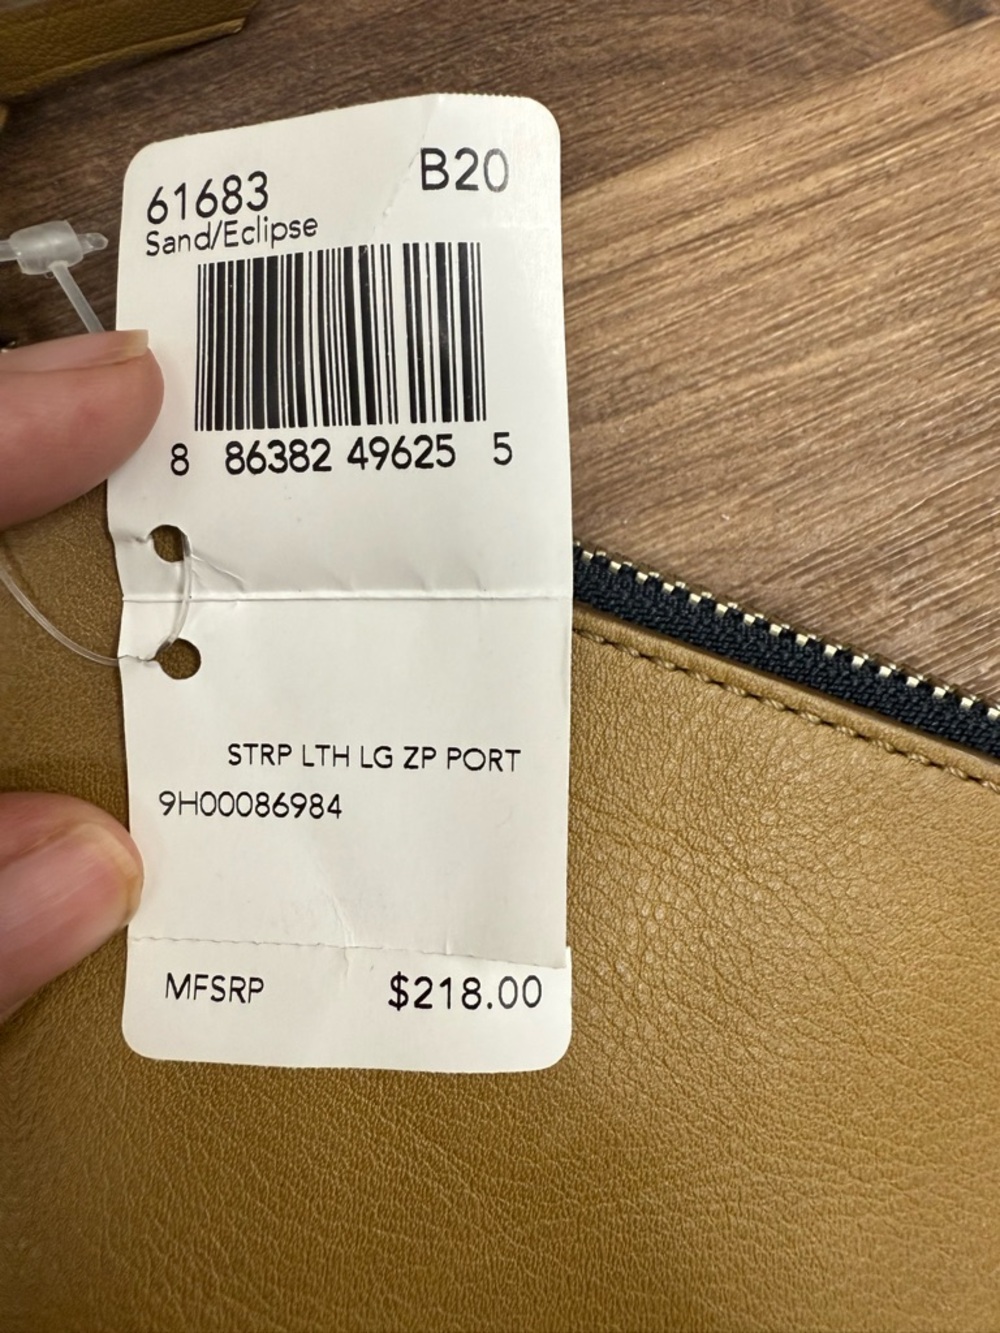 61683 B20
Sand/Eclipse
8 86382 49625 5
STRP LTH LG ZP PORT
9H00086984
MFSRP $218.00